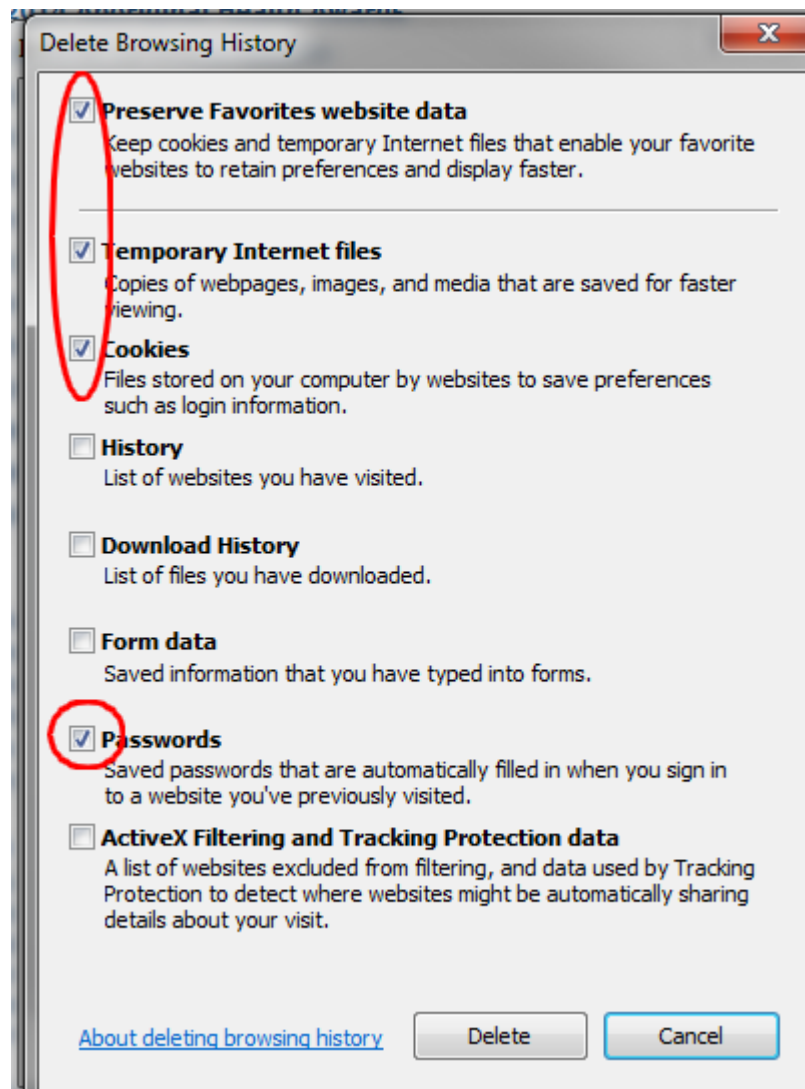 Delete Browsing History
Preserve Favorites website data
Keep cookies and temporary Internet files that enable your favorite
websites to retain preferences and display faster.
Temporary Internet files
Copies of webpages, images, and media that are saved for faster
viewing.
Cookies
Files stored on your computer by websites to save preferences
such as login information.
History
List of websites you have visited.
Download History
List of files you have downloaded.
Form data
Saved information that you have typed into forms.
Passwords
Saved passwords that are automatically filled in when you sign in
to a website you've previously visited.
ActiveX Filtering and Tracking Protection data
A list of websites excluded from filtering, and data used by Tracking
Protection to detect where websites might be automatically sharing
details about your visit.
About deleting browsing history
Delete
Cancel